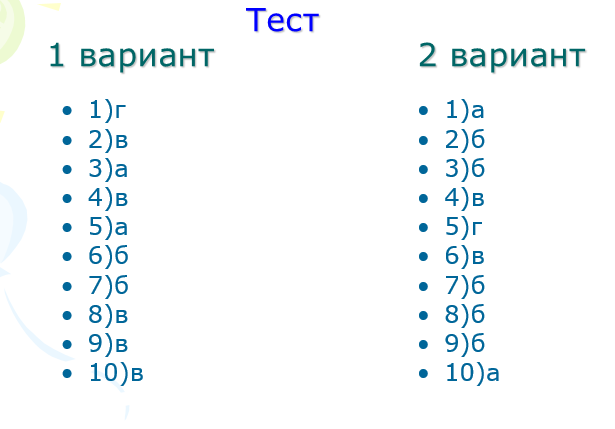 Тест
1 вариант
1)г
2)в
3)а
4)в
5)а
6)б
7)б
8)в
9)в
10)в
2 вариант
1)а
2)б
3)б
4)в
5)г
6)в
7)б
8)б
9)б
10)а